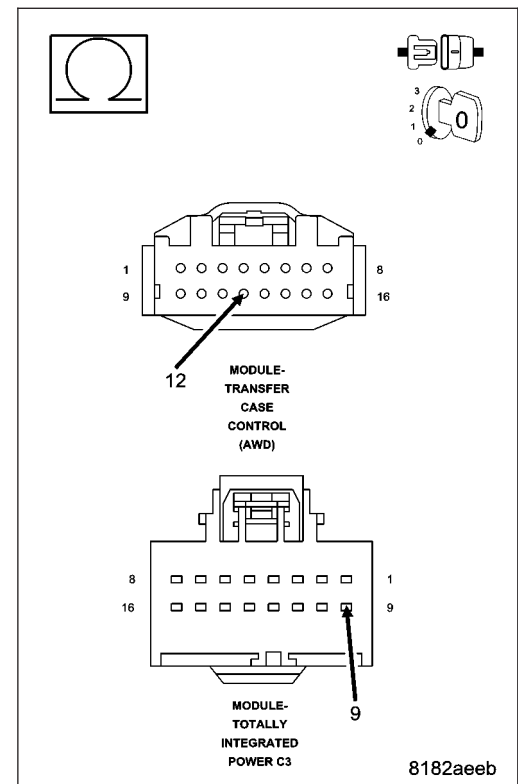 3
2
1
0
0
1 8
9 16
12
MODULE-
TRANSFER
CASE
CONTROL
(AWD)
8 1
16 9
9
MODULE-
TOTALLY
INTEGRATED
POWER C3
8182aeeb